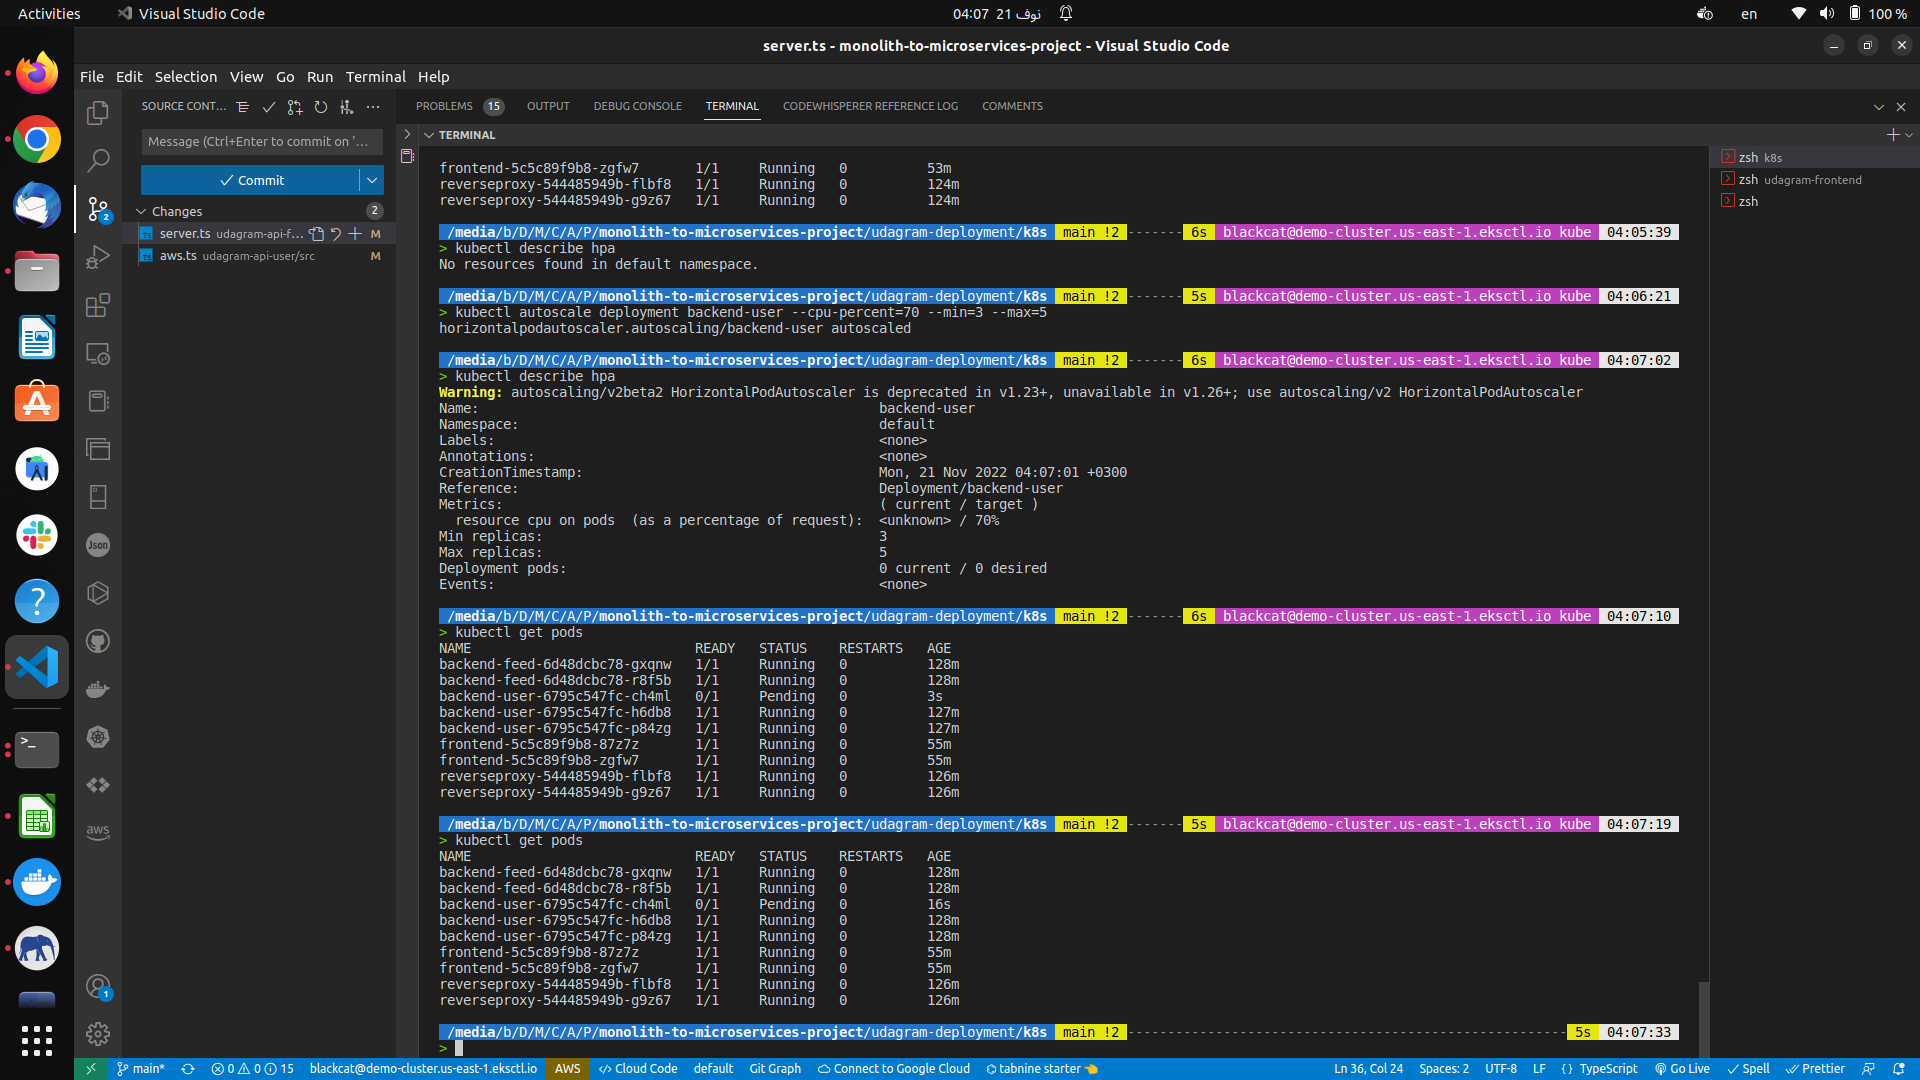 Activities
Visual Studio Code
04:07 21 نوف
en
100 %
server.ts - monolith-to-microservices-project - Visual Studio Code
File Edit Selection View Go Run Terminal Help
SOURCE CONT...
PROBLEMS 15 OUTPUT DEBUG CONSOLE TERMINAL CODEWHISPERER REFERENCE LOG COMMENTS
Message (Ctrl+Enter to commit on '...
Commit
Changes 2
server.ts udagram-api-f... M
aws.ts udagram-api-user/src M
TERMINAL
zsh k8s
zsh udagram-frontend
zsh
frontend-5c5c89f9b8-zgfw7 1/1 Running 0 53m
reverseproxy-544485949b-flbf8 1/1 Running 0 124m
reverseproxy-544485949b-g9z67 1/1 Running 0 124m
/media/b/D/M/C/A/P/monolith-to-microservices-project/udagram-deployment/k8s main !2 ------- 6s blackcat@demo-cluster.us-east-1.eksctl.io kube 04:05:39
> kubectl describe hpa
No resources found in default namespace.
/media/b/D/M/C/A/P/monolith-to-microservices-project/udagram-deployment/k8s main !2 ------- 5s blackcat@demo-cluster.us-east-1.eksctl.io kube 04:06:21
> kubectl autoscale deployment backend-user --cpu-percent=70 --min=3 --max=5
horizontalpodautoscaler.autoscaling/backend-user autoscaled
/media/b/D/M/C/A/P/monolith-to-microservices-project/udagram-deployment/k8s main !2 ------- 6s blackcat@demo-cluster.us-east-1.eksctl.io kube 04:07:02
> kubectl describe hpa
Warning: autoscaling/v2beta2 HorizontalPodAutoscaler is deprecated in v1.23+, unavailable in v1.26+; use autoscaling/v2 HorizontalPodAutoscaler
Name: backend-user
Namespace: default
Labels: <none>
Annotations: <none>
CreationTimestamp: Mon, 21 Nov 2022 04:07:01 +0300
Reference: Deployment/backend-user
Metrics: ( current / target )
resource cpu on pods (as a percentage of request): <unknown> / 70%
Min replicas: 3
Max replicas: 5
Deployment pods: 0 current / 0 desired
Events: <none>
/media/b/D/M/C/A/P/monolith-to-microservices-project/udagram-deployment/k8s main !2 ------- 6s blackcat@demo-cluster.us-east-1.eksctl.io kube 04:07:10
> kubectl get pods
NAME READY STATUS RESTARTS AGE
backend-feed-6d48dcbc78-gxqnw 1/1 Running 0 128m
backend-feed-6d48dcbc78-r8f5b 1/1 Running 0 128m
backend-user-6795c547fc-ch4ml 0/1 Pending 0 3s
backend-user-6795c547fc-h6db8 1/1 Running 0 127m
backend-user-6795c547fc-p84zg 1/1 Running 0 127m
frontend-5c5c89f9b8-87z7z 1/1 Running 0 55m
frontend-5c5c89f9b8-zgfw7 1/1 Running 0 55m
reverseproxy-544485949b-flbf8 1/1 Running 0 126m
reverseproxy-544485949b-g9z67 1/1 Running 0 126m
/media/b/D/M/C/A/P/monolith-to-microservices-project/udagram-deployment/k8s main !2 ------- 5s blackcat@demo-cluster.us-east-1.eksctl.io kube 04:07:19
> kubectl get pods
NAME READY STATUS RESTARTS AGE
backend-feed-6d48dcbc78-gxqnw 1/1 Running 0 128m
backend-feed-6d48dcbc78-r8f5b 1/1 Running 0 128m
backend-user-6795c547fc-ch4ml 0/1 Pending 0 16s
backend-user-6795c547fc-h6db8 1/1 Running 0 128m
backend-user-6795c547fc-p84zg 1/1 Running 0 128m
frontend-5c5c89f9b8-87z7z 1/1 Running 0 55m
frontend-5c5c89f9b8-zgfw7 1/1 Running 0 55m
reverseproxy-544485949b-flbf8 1/1 Running 0 126m
reverseproxy-544485949b-g9z67 1/1 Running 0 126m
/media/b/D/M/C/A/P/monolith-to-microservices-project/udagram-deployment/k8s main !2 ------- 5s 04:07:33
>
2
Json
aws
1
main* 0 0 15 blackcat@demo-cluster.us-east-1.eksctl.io AWS Cloud Code default Git Graph Connect to Google Cloud tabnine starter Ln 36, Col 24 Spaces: 2 UTF-8 LF { } TypeScript Go Live Spell Prettier